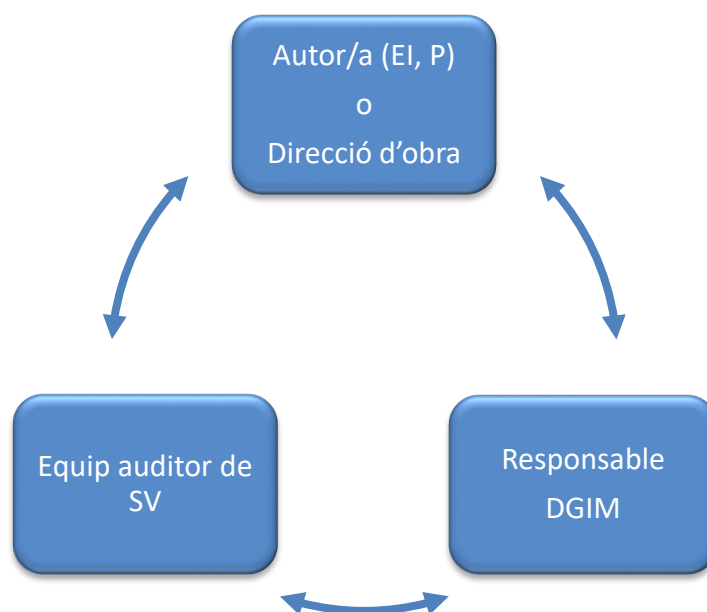 Autor/a (EI, P)
o
Direcció d’obra
Equip auditor de
SV
Responsable
DGIM